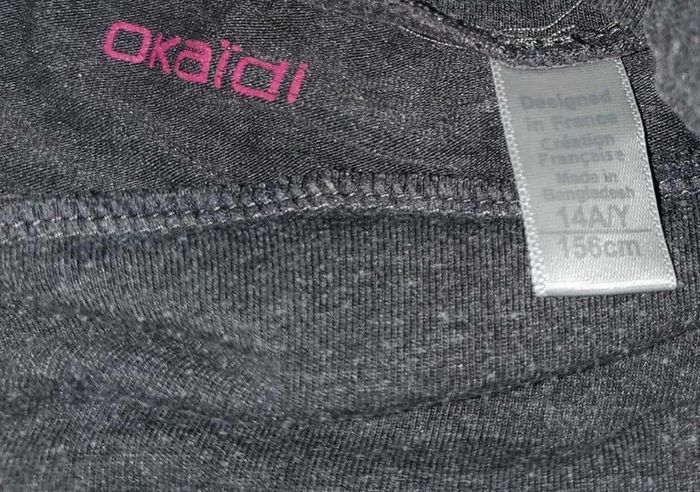 oKaïdi
Designed
in France
Création
Française
Made in
Bangladesh
14A/Y
156cm